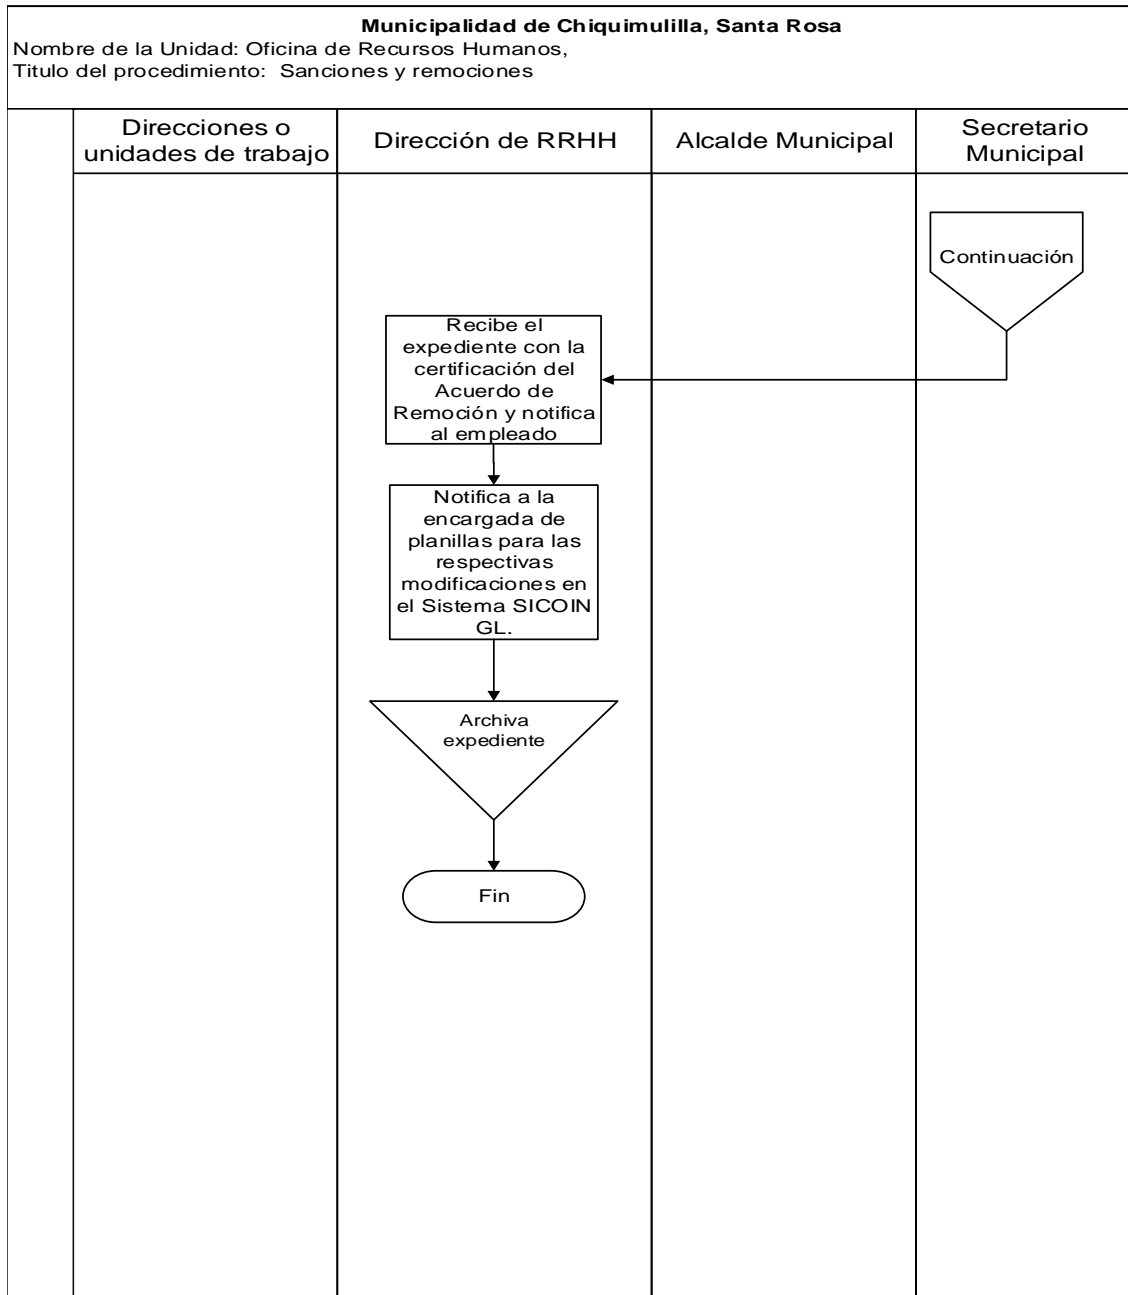 Municipalidad de Chiquimulilla, Santa Rosa
Nombre de la Unidad: Oficina de Recursos Humanos,
Titulo del procedimiento: Sanciones y remociones
Direcciones o
unidades de trabajo
Dirección de RRHH
Alcalde Municipal
Secretario
Municipal
Continuación
Recibe el
expediente con la
certificación del
Acuerdo de
Remoción y notifica
al empleado
Notifica a la
encargada de
planillas para las
respectivas
modificaciones en
el Sistema SICOIN
GL.
Archiva
expediente
Fin